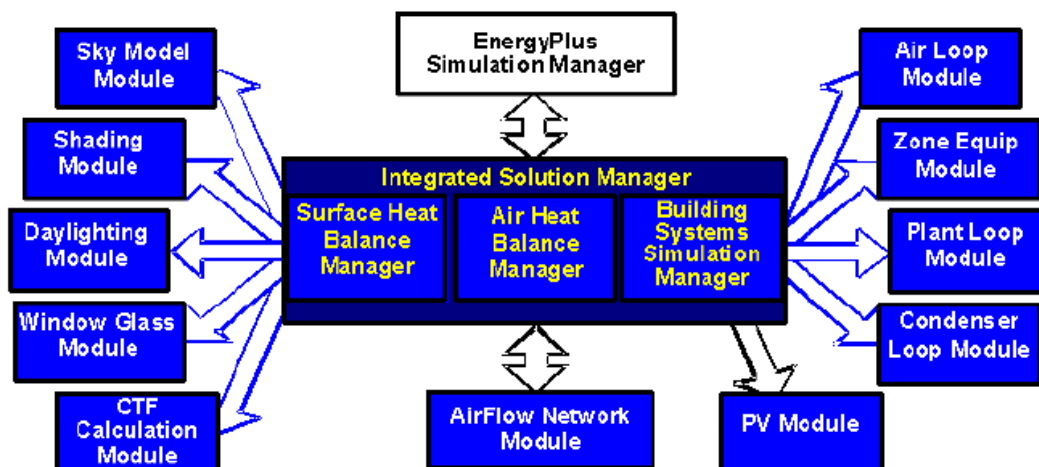 EnergyPlus
Simulation Manager
Sky Model
Module
Shading
Module
Daylighting
Module
Window Glass
Module
CTF
Calculation
Module
Integrated Solution Manager
Surface Heat
Balance
Manager
Air Heat
Balance
Manager
Building
Systems
Simulation
Manager
Air Loop
Module
Zone Equip
Module
Plant Loop
Module
Condenser
Loop Module
AirFlow Network
Module
PV Module